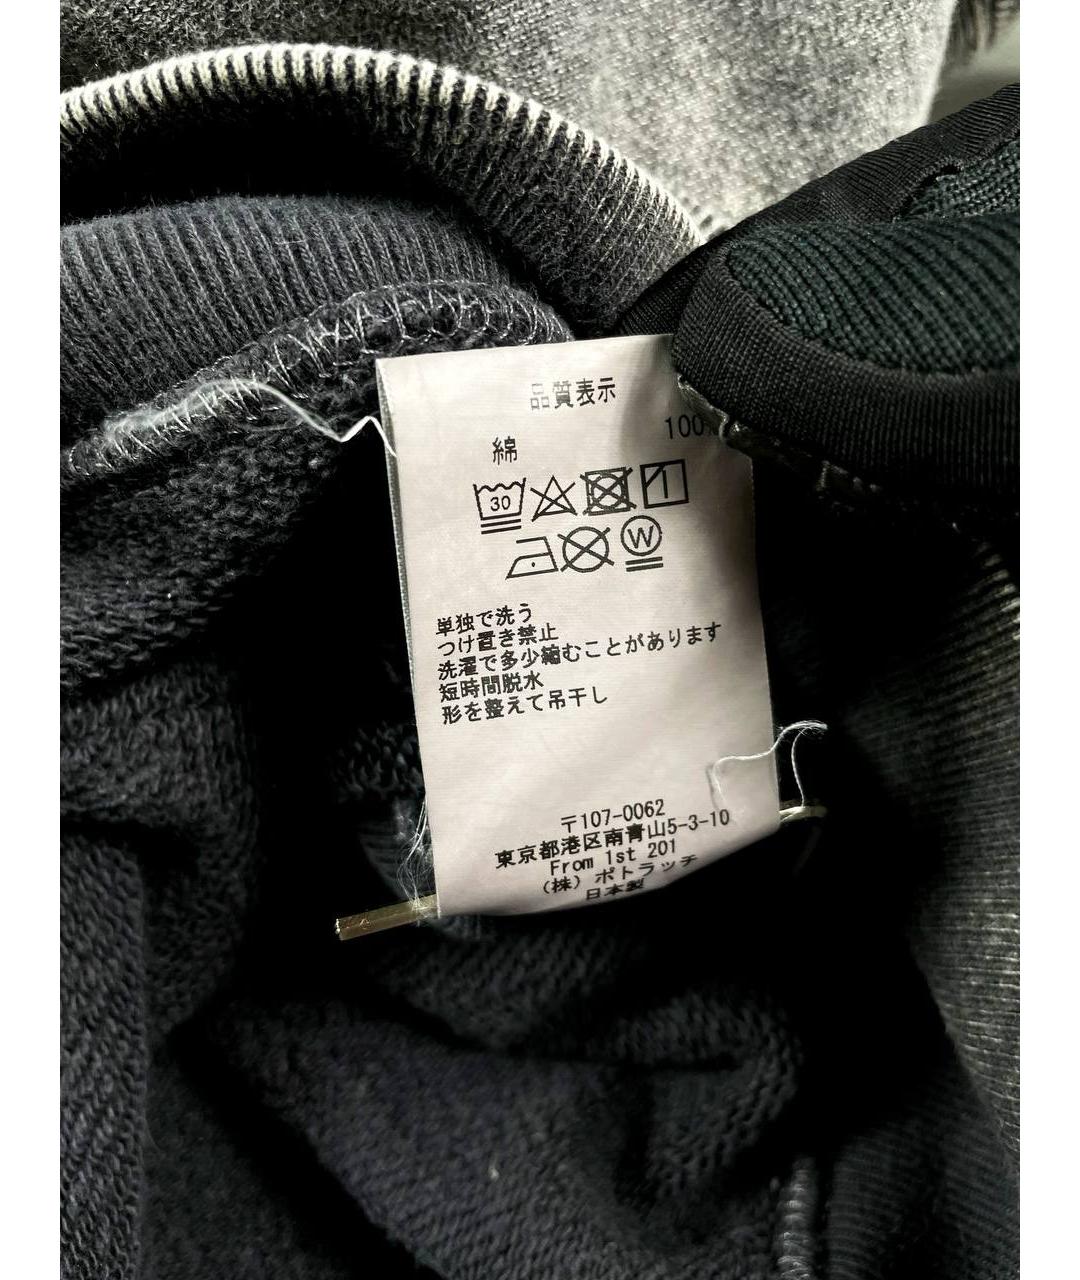 品質表示
綿 100%
30
W
単独で洗う
つけ置き禁止
洗濯で多少縮むことがあります
短時間脱水
形を整えて吊干し
〒107-0062
東京都港区南青山5-3-10
From 1st 201
(株) ポトラッチ
日本製